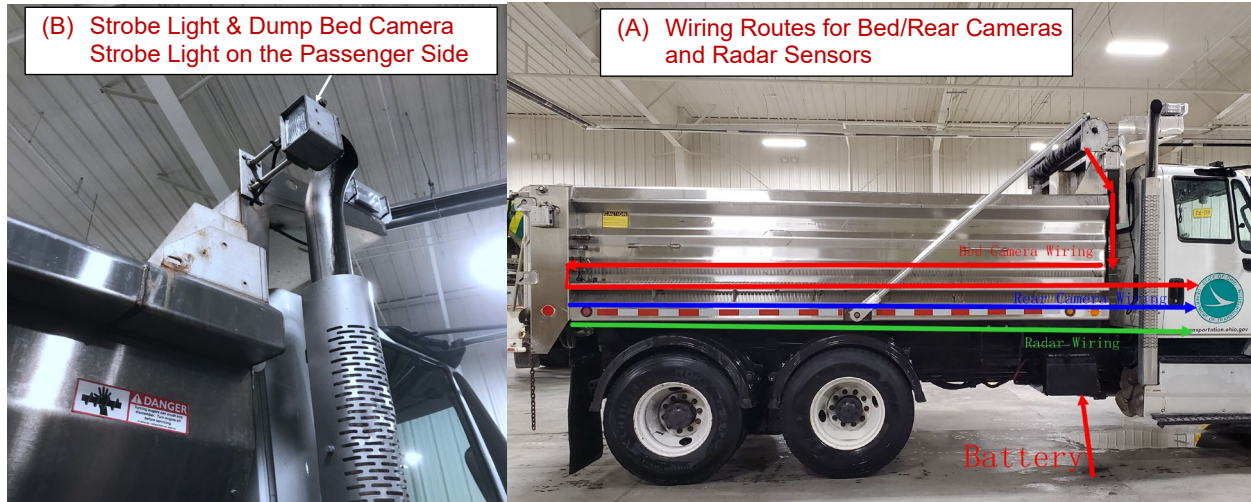 (B) Strobe Light & Dump Bed Camera
Strobe Light on the Passenger Side
(A) Wiring Routes for Bed/Rear Cameras
and Radar Sensors
CAUTION
Bed Camera Wiring
Rear Camera Wiring
Radar Wiring
Battery
DANGER
transportation.ohio.gov